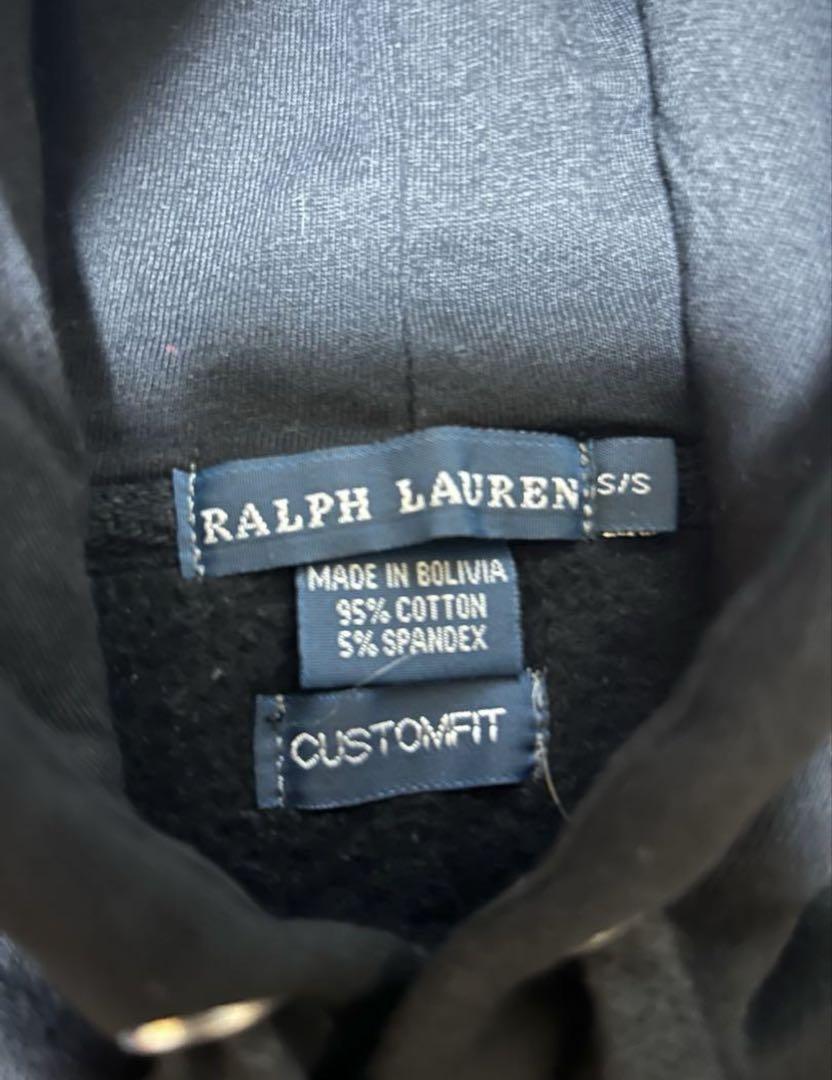 RALPH LAUREN S/S
MADE IN BOLIVIA
95% COTTON
5% SPANDEX
CUSTOMFIT